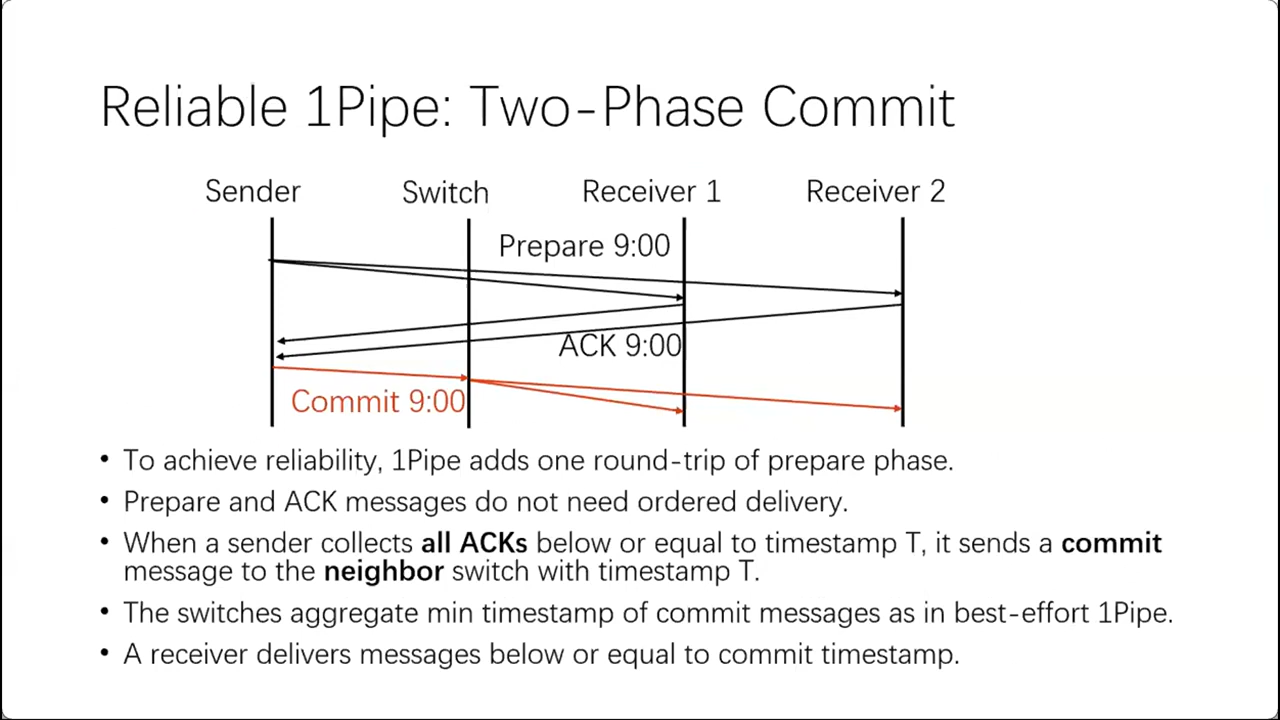 Reliable 1Pipe: Two-Phase Commit
Sender
Switch
Receiver 1
Receiver 2
Prepare 9:00
ACK 9:00
Commit 9:00
• To achieve reliability, 1Pipe adds one round-trip of prepare phase.
• Prepare and ACK messages do not need ordered delivery.
• When a sender collects all ACKs below or equal to timestamp T, it sends a commit
message to the neighbor switch with timestamp T.
• The switches aggregate min timestamp of commit messages as in best-effort 1Pipe.
• A receiver delivers messages below or equal to commit timestamp.